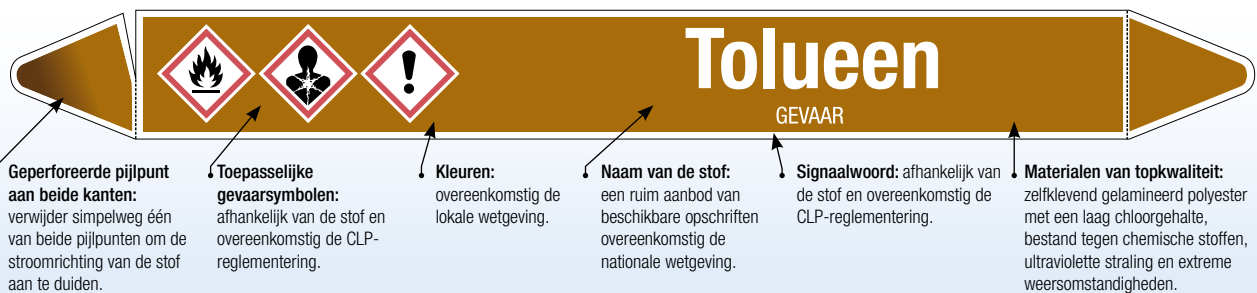 Tolueen
GEVAAR
Geperforeerde pijlpunt
aan beide kanten:
verwijder simpelweg één
van beide pijlpunten om de
stroomrichting van de stof
aan te duiden.
Toepasselijke
gevaarsymbolen:
afhankelijk van de stof en
overeenkomstig de CLP-
reglementering.
Kleuren:
overeenkomstig de
lokale wetgeving.
Naam van de stof:
een ruim aanbod van
beschikbare opschriften
overeenkomstig de
nationale wetgeving.
Signaalwoord: afhankelijk van
de stof en overeenkomstig de
CLP-reglementering.
Materialen van topkwaliteit:
zelfklevend gelamineerd polyester
met een laag chloorgehalte,
bestand tegen chemische stoffen,
ultraviolette straling en extreme
weersomstandigheden.